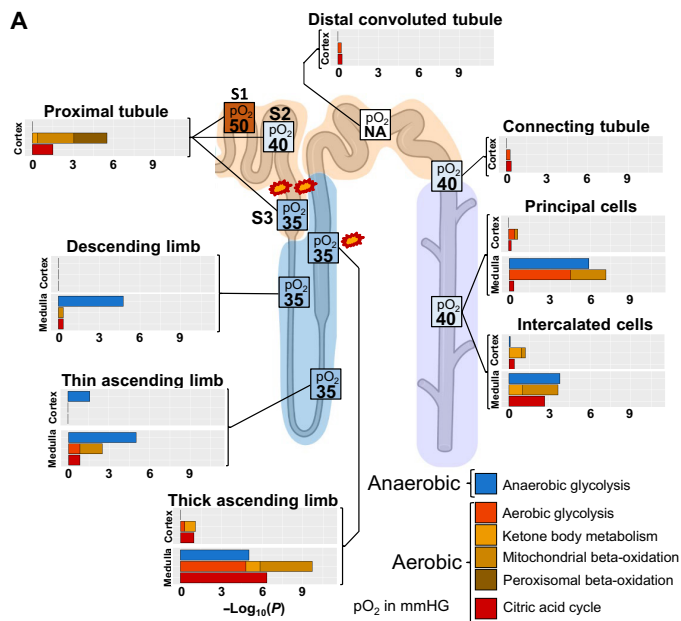 A
Distal convoluted tubule
Cortex
0 3 6 9
Proximal tubule
Cortex
0 3 6 9
S1
pO2
50
S2
pO2
40
pO2
NA
Connecting tubule
Cortex
0 3 6 9
pO2
40
S3
pO2
35
pO2
35
Principal cells
Cortex
Medulla
0 3 6 9
Descending limb
Cortex
Medulla
0 3 6 9
pO2
35
pO2
40
Intercalated cells
Cortex
Medulla
0 3 6 9
Thin ascending limb
Cortex
Medulla
0 3 6 9
pO2
35
Thick ascending limb
Cortex
Medulla
0 3 6 9
–Log10(P)
Anaerobic
Anaerobic glycolysis
Aerobic
Aerobic glycolysis
Ketone body metabolism
Mitochondrial beta-oxidation
Peroxisomal beta-oxidation
Citric acid cycle
pO2 in mmHG